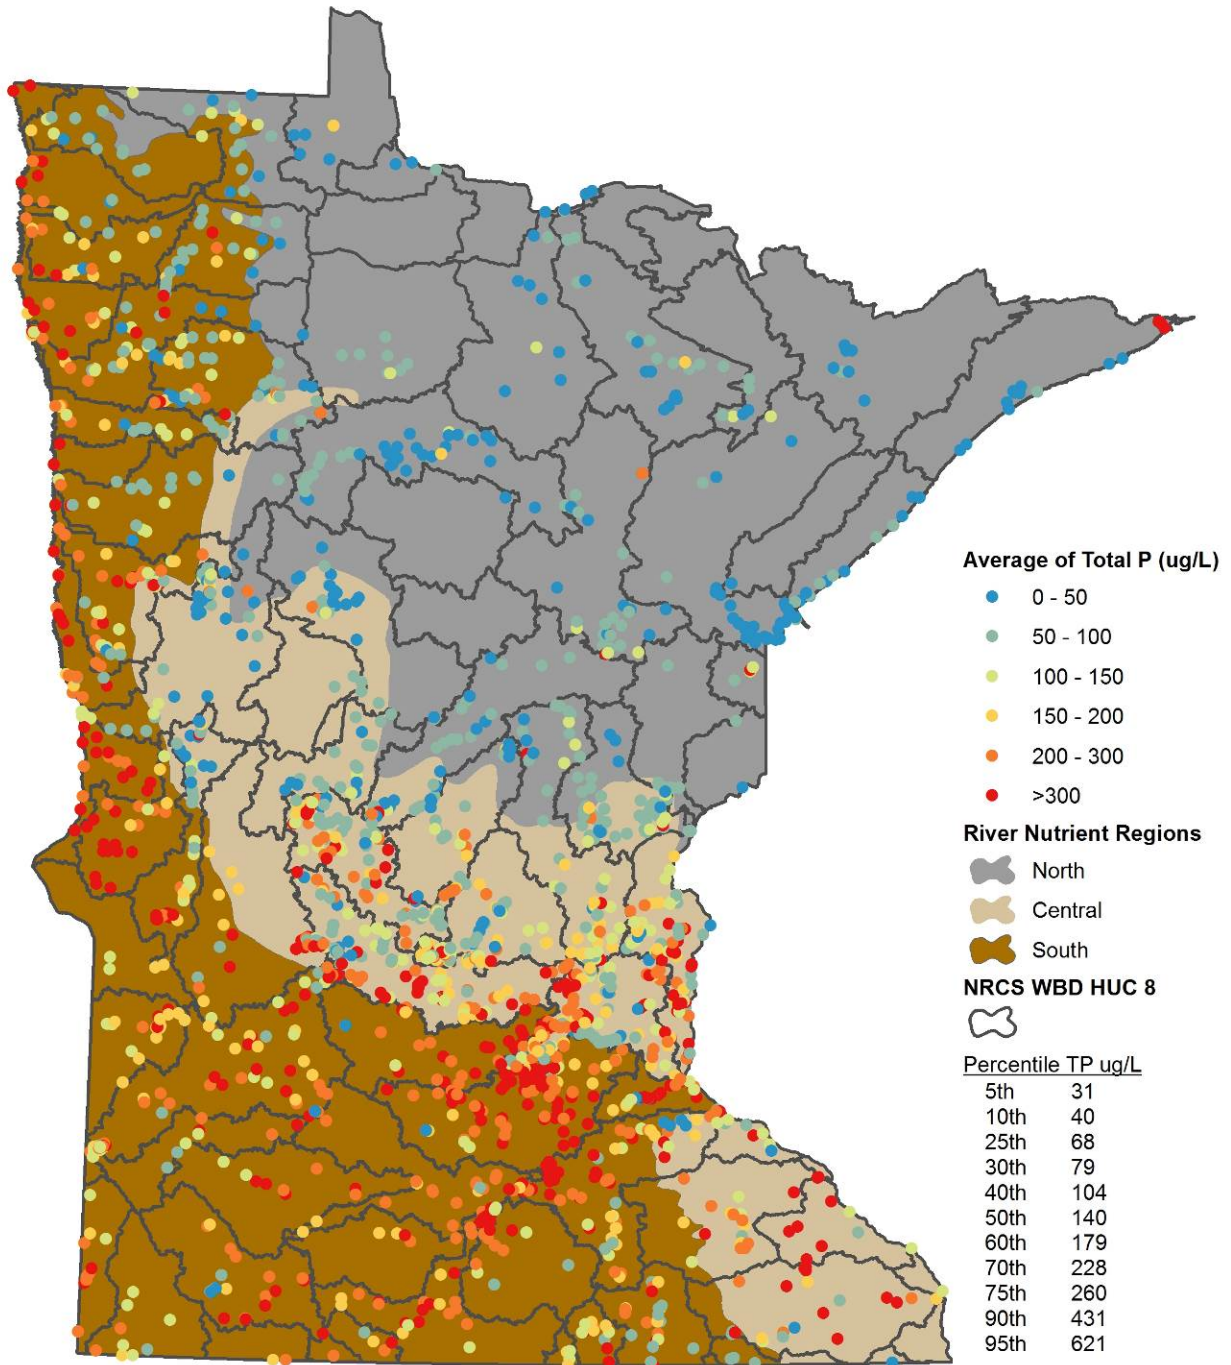 Average of Total P (ug/L)
0 - 50
50 - 100
100 - 150
150 - 200
200 - 300
>300
River Nutrient Regions
North
Central
South
NRCS WBD HUC 8
Percentile TP ug/L
5th 31
10th 40
25th 68
30th 79
40th 104
50th 140
60th 179
70th 228
75th 260
90th 431
95th 621